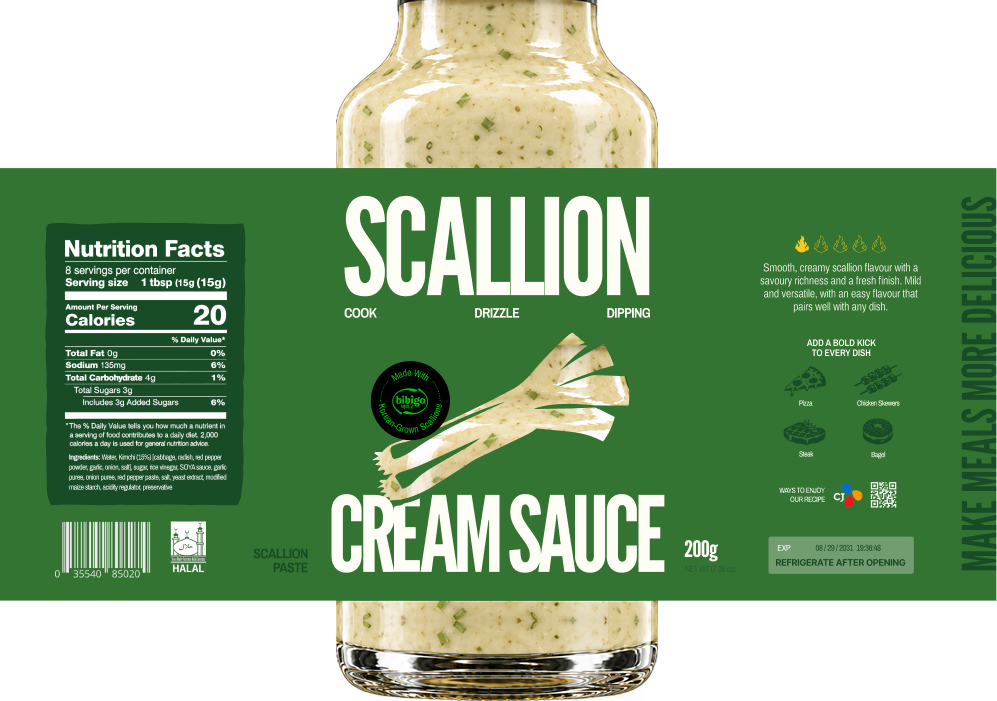 Nutrition Facts
8 servings per container
Serving size 1 tbsp (15g (15g)
Amount Per Serving
Calories 20
% Daily Value*
Total Fat 0g 0%
Sodium 135mg 6%
Total Carbohydrate 4g 1%
Total Sugars 3g
Includes 3g Added Sugars 6%
*The % Daily Value tells you how much a nutrient in
a serving of food contributes to a daily diet. 2,000
calories a day is used for general nutrition advice.
Ingredients: Water, Kimchi (15%) [cabbage, radish, red pepper
powder, garlic, onion, salt], sugar, rice vinegar, SOYA sauce, garlic
puree, onion puree, red pepper paste, salt, yeast extract, modified
maize starch, acidity regulator, preservative
0 35540 85020
حلال
HALAL
SCALLION
PASTE
SCALLION
COOK DRIZZLE DIPPING
Made With
bibigo
Korean-Grown Scallions
CREAM SAUCE
200g
Smooth, creamy scallion flavour with a
savoury richness and a fresh finish. Mild
and versatile, with an easy flavour that
pairs well with any dish.
ADD A BOLD KICK
TO EVERY DISH
Pizza Chicken Skewers
Steak Bagel
WAYS TO ENJOY
OUR RECIPE
CJ
EXP 08 / 29 / 2031 19:36:48
REFRIGERATE AFTER OPENING
MAKE MEALS MORE DELICIOUS